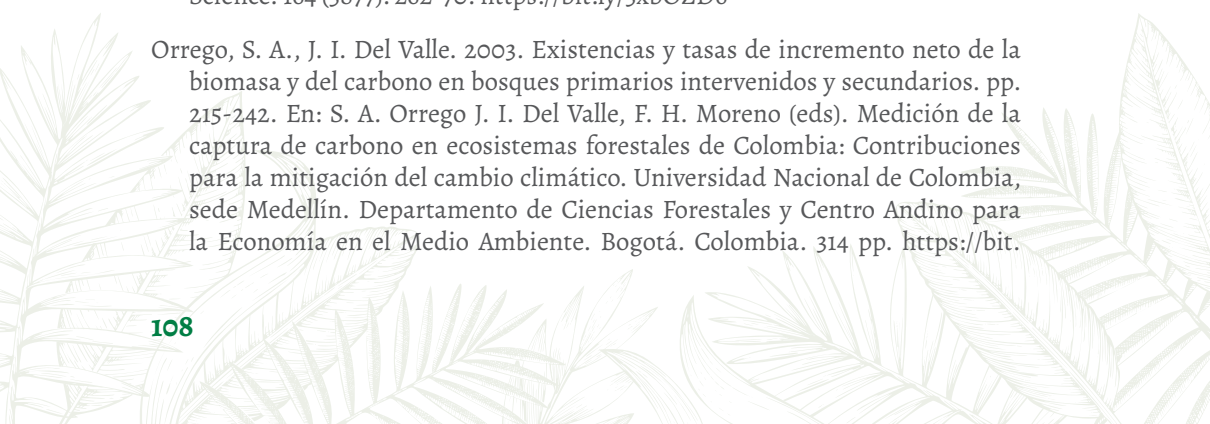 Orrego, S. A., J. I. Del Valle. 2003. Existencias y tasas de incremento neto de la
biomasa y del carbono en bosques primarios intervenidos y secundarios. pp.
215-242. En: S. A. Orrego J. I. Del Valle, F. H. Moreno (eds). Medición de la
captura de carbono en ecosistemas forestales de Colombia: Contribuciones
para la mitigación del cambio climático. Universidad Nacional de Colombia,
sede Medellín. Departamento de Ciencias Forestales y Centro Andino para
la Economía en el Medio Ambiente. Bogotá. Colombia. 314 pp. https://bit.
108